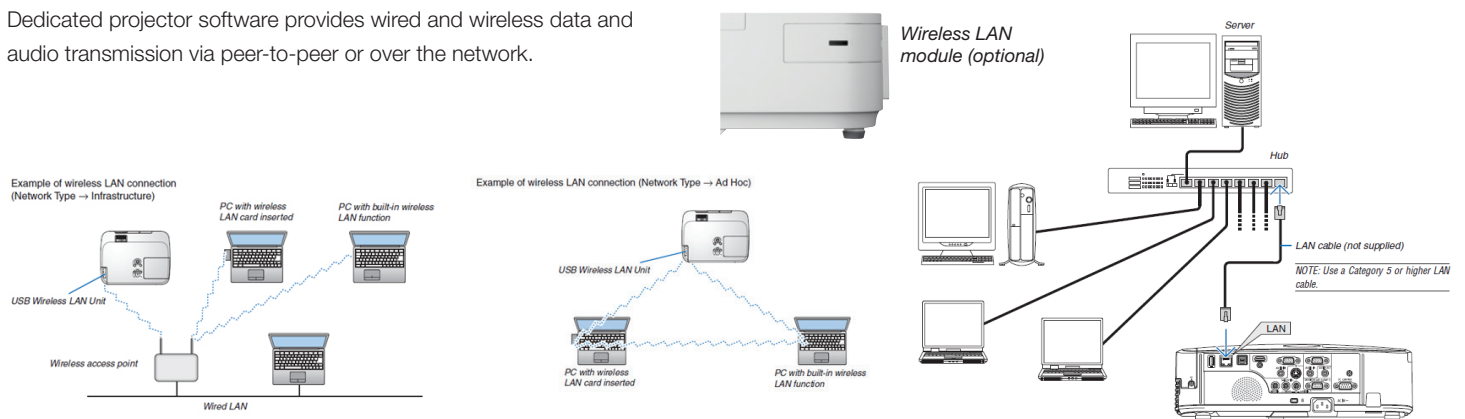 Dedicated projector software provides wired and wireless data and
audio transmission via peer-to-peer or over the network.
Wireless LAN
module (optional)
Example of wireless LAN connection
(Network Type → Infrastructure)
PC with wireless
LAN card inserted
PC with built-in wireless
LAN function
USB Wireless LAN Unit
Wireless access point
Wired LAN
Example of wireless LAN connection (Network Type → Ad Hoc)
USB Wireless LAN Unit
PC with wireless
LAN card inserted
PC with built-in wireless
LAN function
Server
Hub
LAN cable (not supplied)
NOTE: Use a Category 5 or higher LAN
cable.
LAN